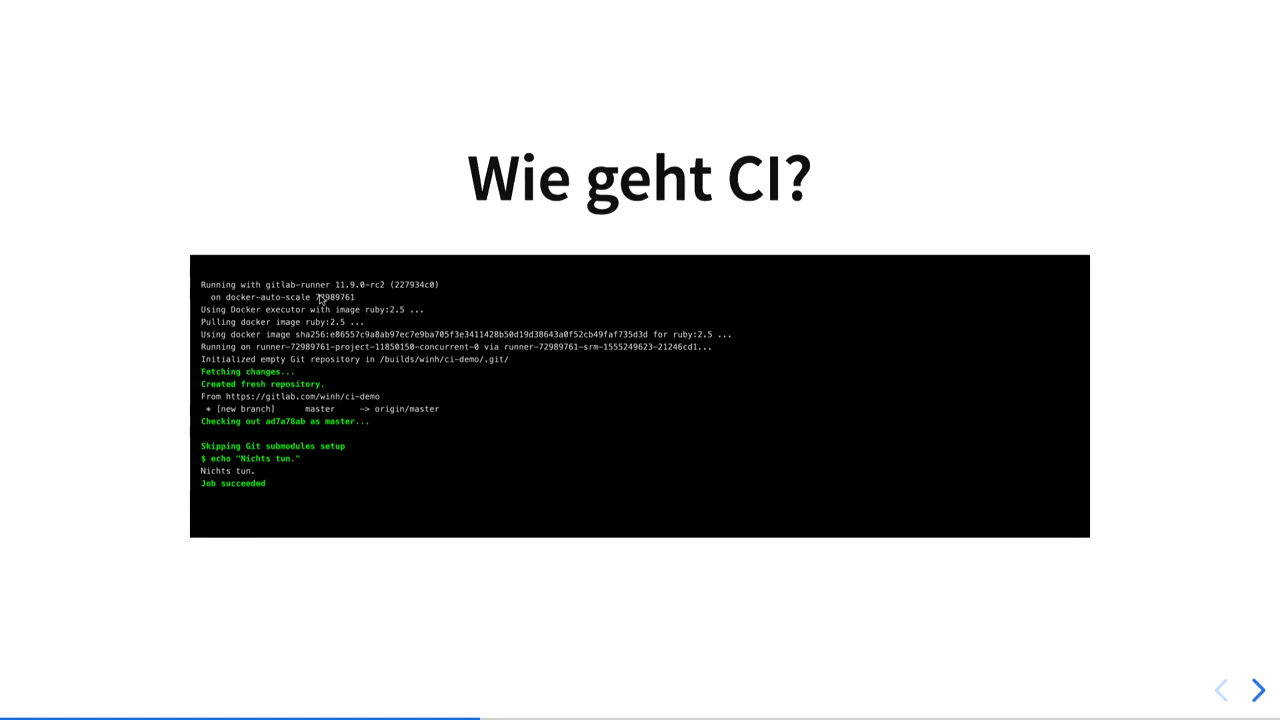 Wie geht CI?
Running with gitlab-runner 11.9.0-rc2 (227934c0)
on docker-auto-scale 72989761
Using Docker executor with image ruby:2.5 ...
Pulling docker image ruby:2.5 ...
Using docker image sha256:e86557c9a8ab97ec7e9ba705f3e3411428b50d19d38643a0f52cb49faf735d3d for ruby:2.5 ...
Running on runner-72989761-project-11850150-concurrent-0 via runner-72989761-srm-1555249623-21246cd1...
Initialized empty Git repository in /builds/winh/ci-demo/.git/
Fetching changes...
Created fresh repository.
From https://gitlab.com/winh/ci-demo
* [new branch] master -> origin/master
Checking out ad7a78ab as master...
Skipping Git submodules setup
$ echo "Nichts tun."
Nichts tun.
Job succeeded